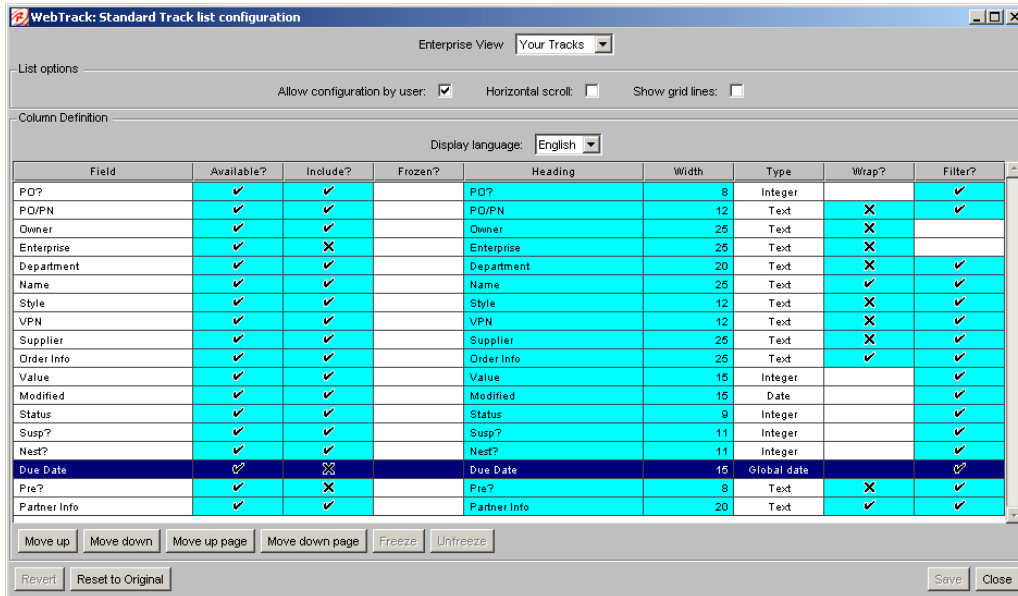 WebTrack: Standard Track list configuration
Enterprise View Your Tracks
List options
Allow configuration by user: Horizontal scroll: Show grid lines:
Column Definition
Display language: English
Field Available? Include? Frozen? Heading Width Type Wrap? Filter?
PO? PO? 8 Integer
PO/PN PO/PN 12 Text
Owner Owner 25 Text
Enterprise Enterprise 25 Text
Department Department 20 Text
Name Name 25 Text
Style Style 12 Text
VPN VPN 12 Text
Supplier Supplier 25 Text
Order Info Order Info 25 Text
Value Value 15 Integer
Modified Modified 15 Date
Status Status 9 Integer
Susp? Susp? 11 Integer
Nest? Nest? 11 Integer
Due Date Due Date 15 Global date
Pre? Pre? 8 Text
Partner Info Partner Info 20 Text
Move up Move down Move up page Move down page Freeze Unfreeze
Revert Reset to Original Save Close